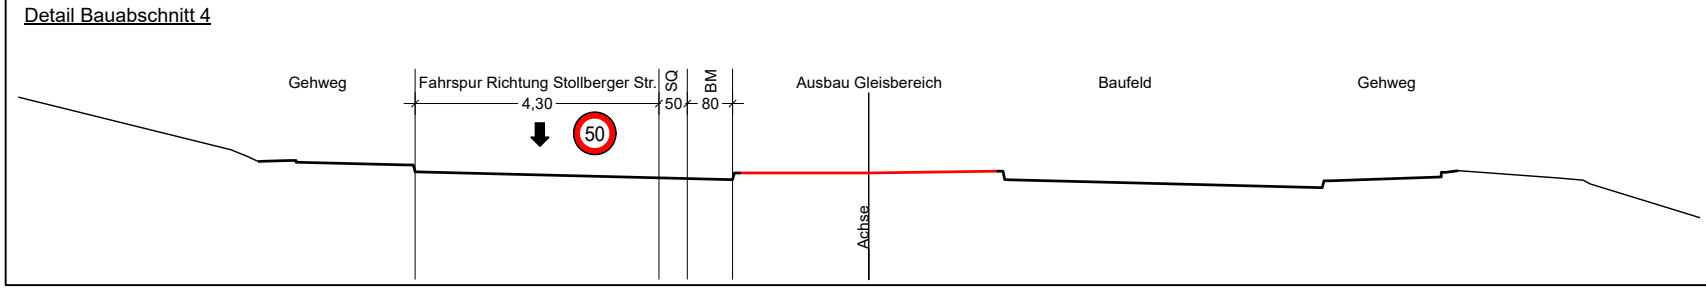 Detail Bauabschnitt 4
Gehweg
Fahrspur Richtung Stollberger Str.
SQ
BM
Ausbau Gleisbereich
Baufeld
Gehweg
4,30
50
80
50
Achse